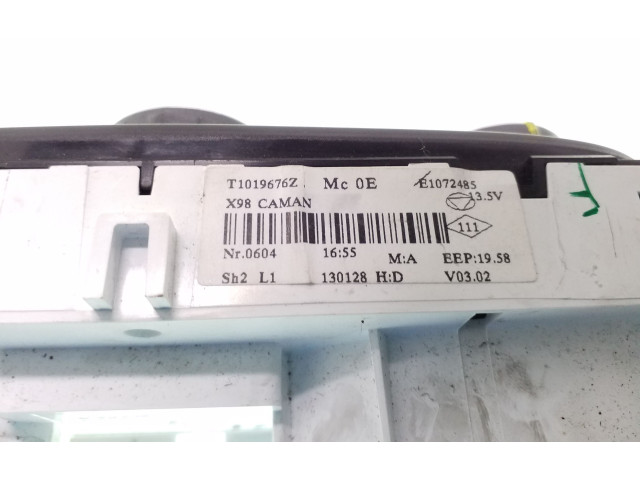 T1019676Z Mc 0E E1072485
X98 CAMAN 13.5V
111
Nr.0604 16:55 M:A EEP:19.58
Sh2 L1 130128 H:D V03.02